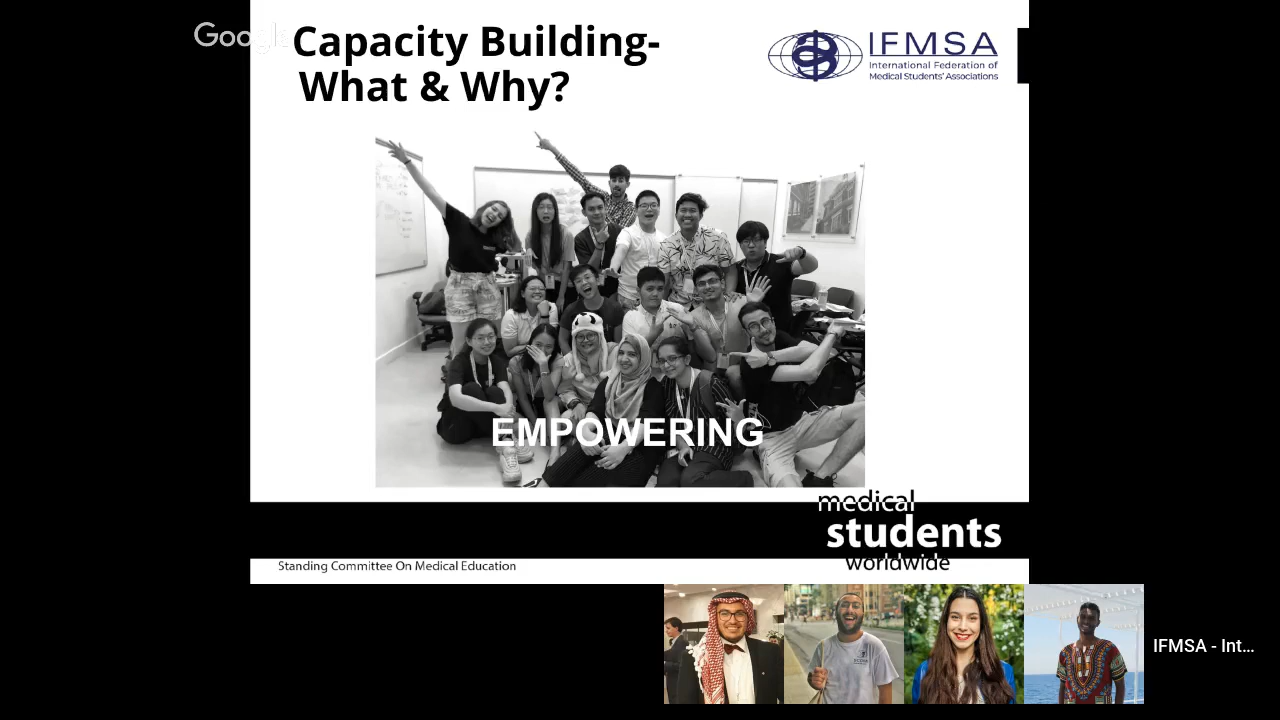 Google
Capacity Building-
What & Why?
IFMSA
International Federation of
Medical Students' Associations
EMPOWERING
medical
students
worldwide
Standing Committee On Medical Education
IFMSA - Int...